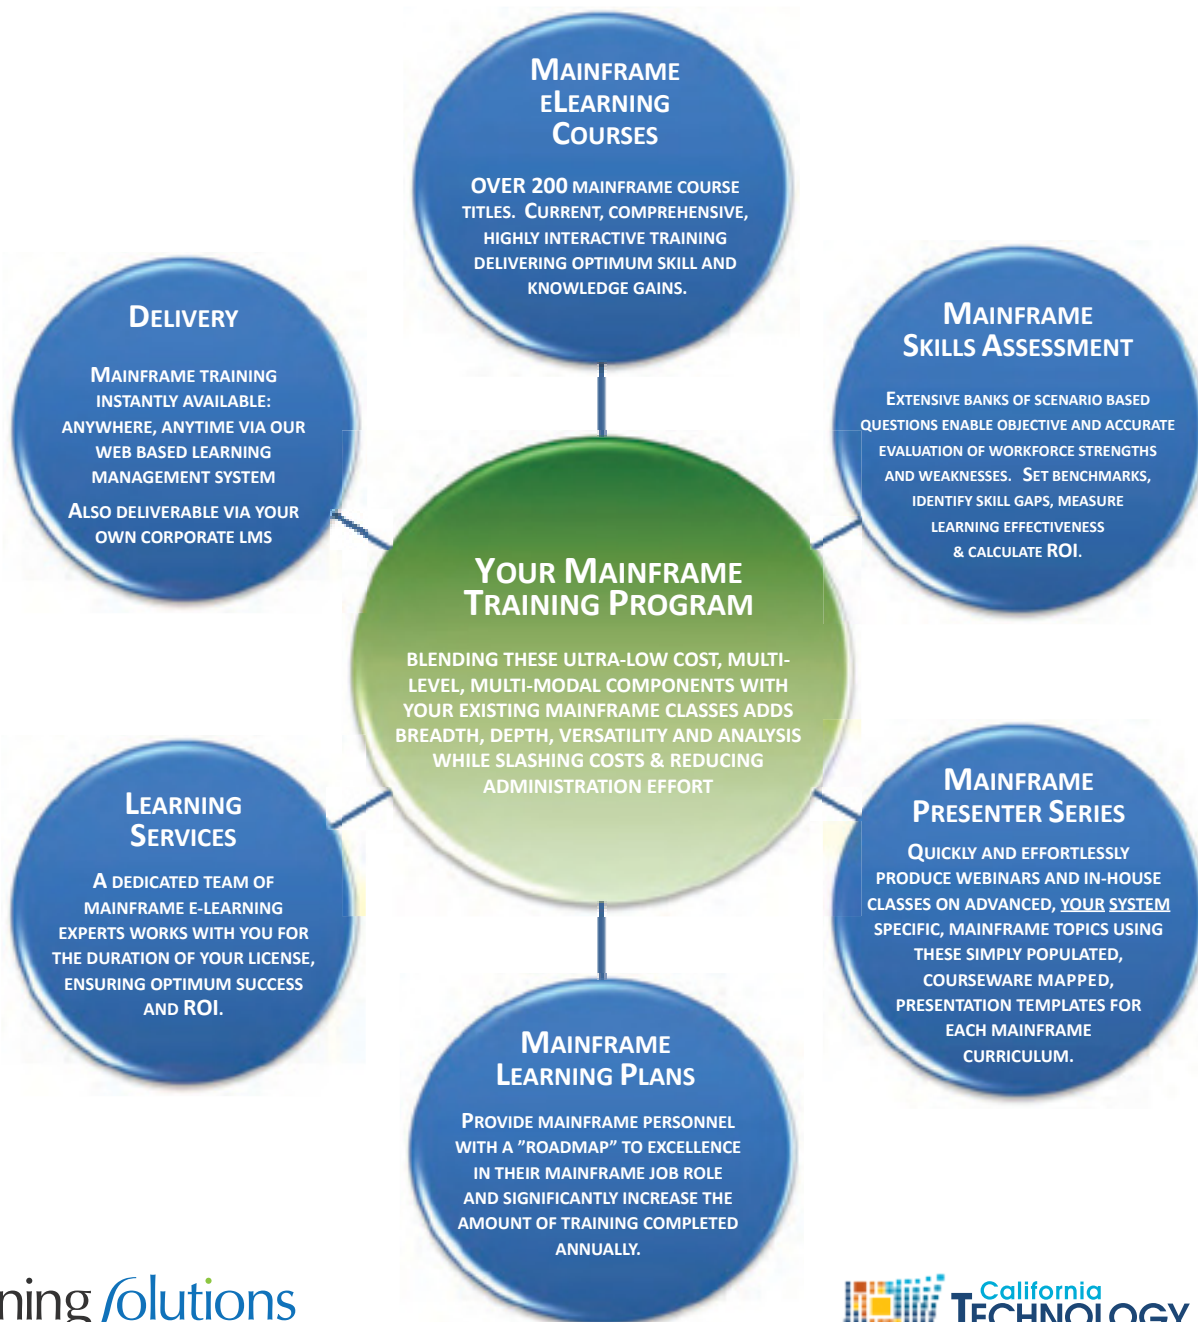 MAINFRAME
ELEARNING
COURSES
OVER 200 MAINFRAME COURSE
TITLES. CURRENT, COMPREHENSIVE,
HIGHLY INTERACTIVE TRAINING
DELIVERING OPTIMUM SKILL AND
KNOWLEDGE GAINS.
DELIVERY
MAINFRAME TRAINING
INSTANTLY AVAILABLE:
ANYWHERE, ANYTIME VIA OUR
WEB BASED LEARNING
MANAGEMENT SYSTEM
ALSO DELIVERABLE VIA YOUR
OWN CORPORATE LMS
MAINFRAME
SKILLS ASSESSMENT
EXTENSIVE BANKS OF SCENARIO BASED
QUESTIONS ENABLE OBJECTIVE AND ACCURATE
EVALUATION OF WORKFORCE STRENGTHS
AND WEAKNESSES. SET BENCHMARKS,
IDENTIFY SKILL GAPS, MEASURE
LEARNING EFFECTIVENESS
& CALCULATE ROI.
YOUR MAINFRAME
TRAINING PROGRAM
BLENDING THESE ULTRA-LOW COST, MULTI-
LEVEL, MULTI-MODAL COMPONENTS WITH
YOUR EXISTING MAINFRAME CLASSES ADDS
BREADTH, DEPTH, VERSATILITY AND ANALYSIS
WHILE SLASHING COSTS & REDUCING
ADMINISTRATION EFFORT
LEARNING
SERVICES
A DEDICATED TEAM OF
MAINFRAME E-LEARNING
EXPERTS WORKS WITH YOU FOR
THE DURATION OF YOUR LICENSE,
ENSURING OPTIMUM SUCCESS
AND ROI.
MAINFRAME
PRESENTER SERIES
QUICKLY AND EFFORTLESSLY
PRODUCE WEBINARS AND IN-HOUSE
CLASSES ON ADVANCED, YOUR SYSTEM
SPECIFIC, MAINFRAME TOPICS USING
THESE SIMPLY POPULATED,
COURSEWARE MAPPED,
PRESENTATION TEMPLATES FOR
EACH MAINFRAME
CURRICULUM.
MAINFRAME
LEARNING PLANS
PROVIDE MAINFRAME PERSONNEL
WITH A ”ROADMAP” TO EXCELLENCE
IN THEIR MAINFRAME JOB ROLE
AND SIGNIFICANTLY INCREASE THE
AMOUNT OF TRAINING COMPLETED
ANNUALLY.
ning Solutions
California
TECHNOLOGY